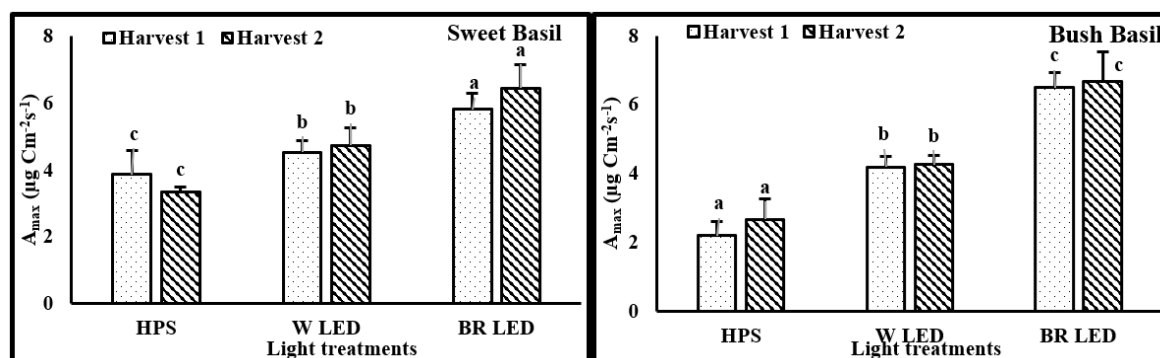 Sweet Basil
Harvest 1 Harvest 2
A_max (µg Cm⁻²s⁻¹)
8
6
4
2
0
c c b b a a
HPS W LED BR LED
Light treatments
Bush Basil
Harvest 1 Harvest 2
A_max (µg Cm⁻²s⁻¹)
8
6
4
2
0
a a b b c c
HPS W LED BR LED
Light treatments